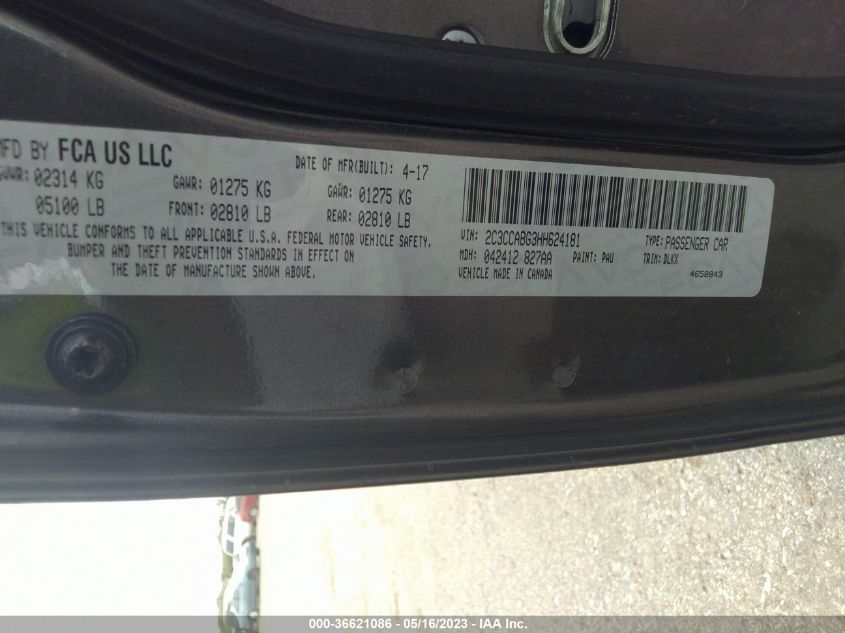 MFD BY FCA US LLC
DATE OF MFR(BUILT): 4-17
GVWR: 02314 KG GAWR: 01275 KG GAWR: 01275 KG
05100 LB FRONT: 02810 LB REAR: 02810 LB
THIS VEHICLE CONFORMS TO ALL APPLICABLE U.S.A. FEDERAL MOTOR VEHICLE SAFETY,
BUMPER AND THEFT PREVENTION STANDARDS IN EFFECT ON
THE DATE OF MANUFACTURE SHOWN ABOVE.
VIN: 2C3CCABG3HH624181 TYPE: PASSENGER CAR
MDH: 042412 827AA PAINT: PAU TRIM: DLKX
VEHICLE MADE IN CANADA 4658843
000-36621086 - 05/16/2023 - IAA Inc.